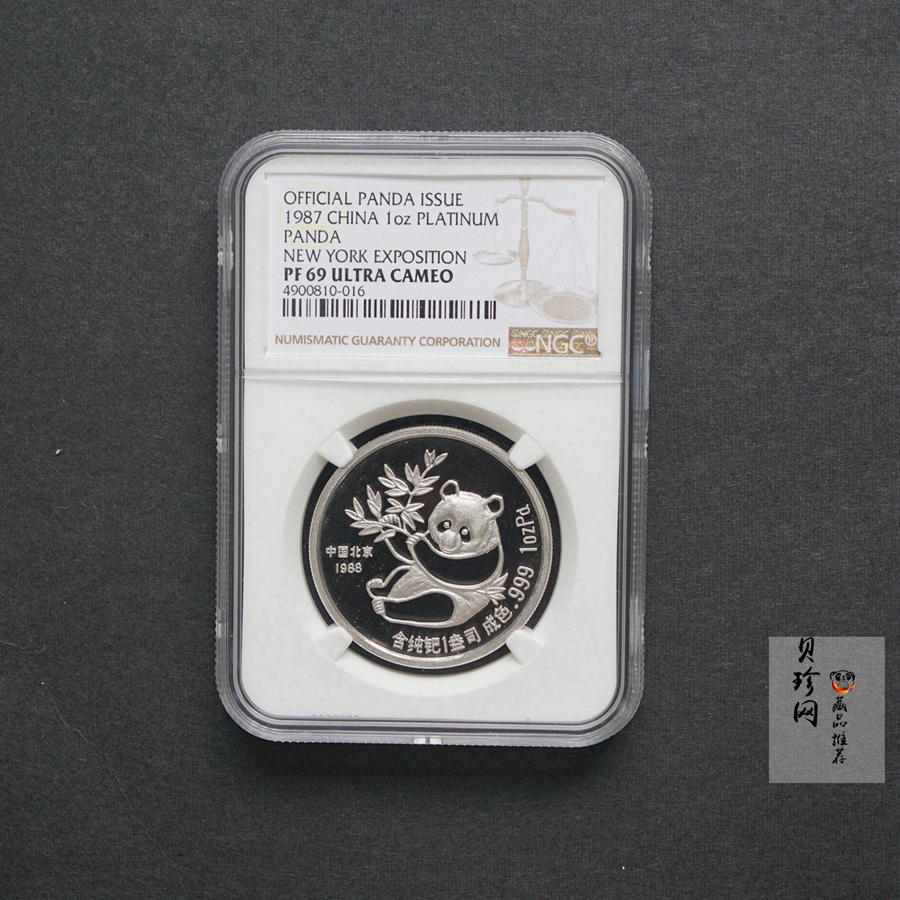 OFFICIAL PANDA ISSUE
1987 CHINA 1oz PLATINUM
PANDA
NEW YORK EXPOSITION
PF 69 ULTRA CAMEO
4900810-016
NUMISMATIC GUARANTY CORPORATION
NGC®
中国北京
1988
含纯钯1盎司 成色.999 1ozPd.
贝珍网
藏品推荐